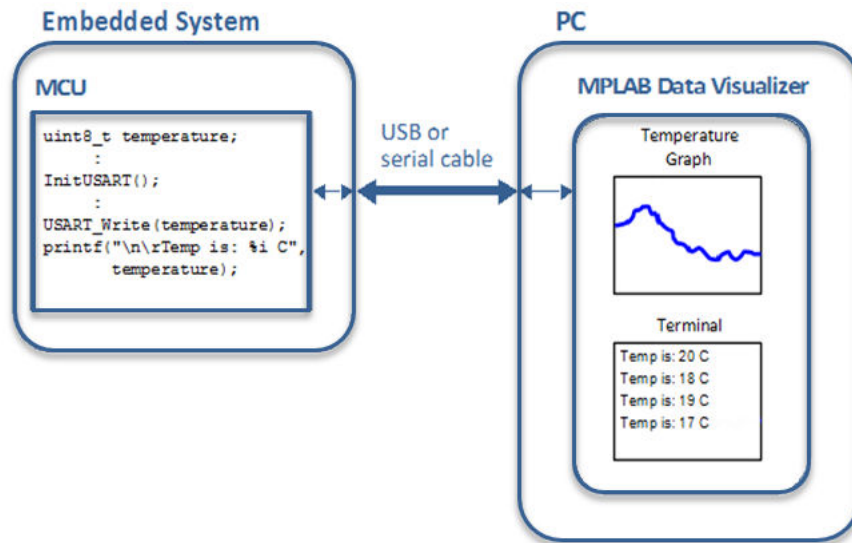 Embedded System
MCU
uint8_t temperature;
:
InitUSART();
:
USART_Write(temperature);
printf("\n\rTemp is: %i C",
temperature);
USB or
serial cable
PC
MPLAB Data Visualizer
Temperature
Graph
Terminal
Temp is: 20 C
Temp is: 18 C
Temp is: 19 C
Temp is: 17 C